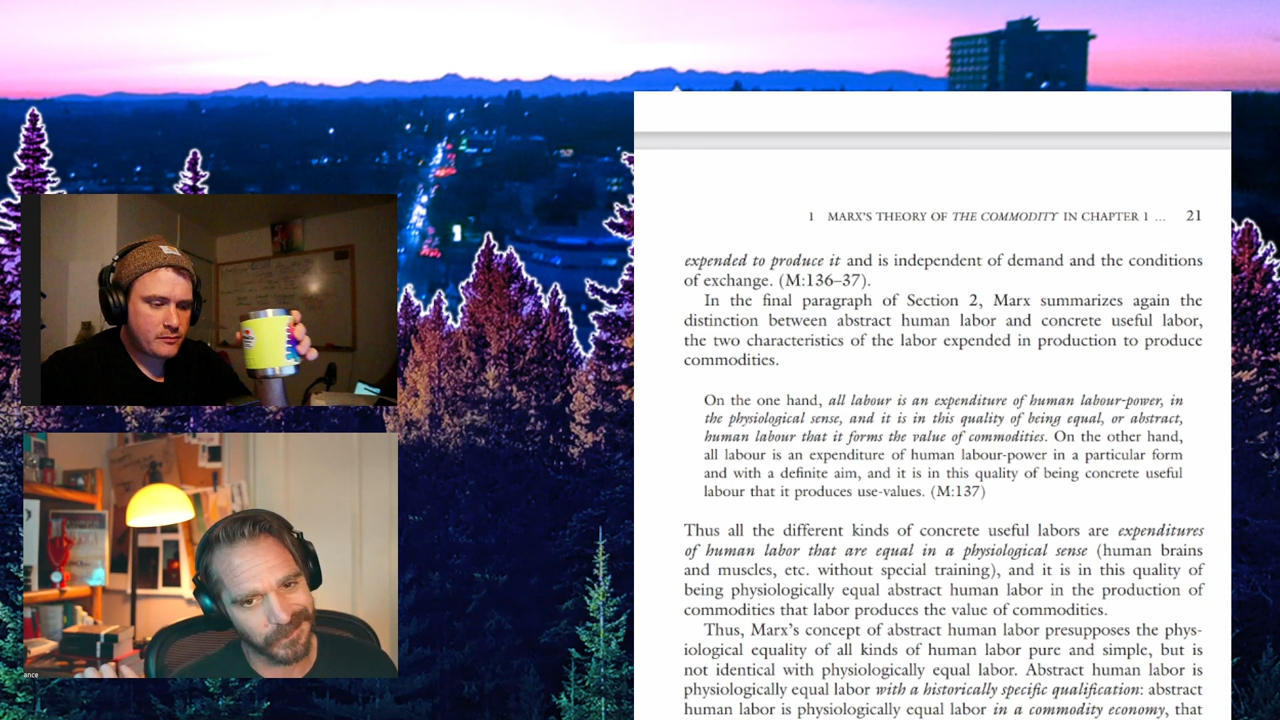 1 MARX'S THEORY OF THE COMMODITY IN CHAPTER 1 ... 21
expended to produce it and is independent of demand and the conditions
of exchange. (M:136–37).
In the final paragraph of Section 2, Marx summarizes again the
distinction between abstract human labor and concrete useful labor,
the two characteristics of the labor expended in production to produce
commodities.
On the one hand, all labour is an expenditure of human labour-power, in
the physiological sense, and it is in this quality of being equal, or abstract,
human labour that it forms the value of commodities. On the other hand,
all labour is an expenditure of human labour-power in a particular form
and with a definite aim, and it is in this quality of being concrete useful
labour that it produces use-values. (M:137)
Thus all the different kinds of concrete useful labors are expenditures
of human labor that are equal in a physiological sense (human brains
and muscles, etc. without special training), and it is in this quality of
being physiologically equal abstract human labor in the production of
commodities that labor produces the value of commodities.
Thus, Marx's concept of abstract human labor presupposes the phys-
iological equality of all kinds of human labor pure and simple, but is
not identical with physiologically equal labor. Abstract human labor is
physiologically equal labor with a historically specific qualification: abstract
human labor is physiologically equal labor in a commodity economy, that
ance